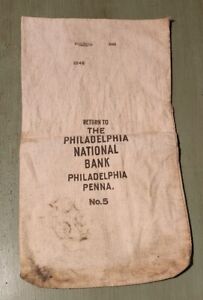 RETURN TO
THE
PHILADELPHIA
NATIONAL
BANK
PHILADELPHIA
PENNA.
No.5